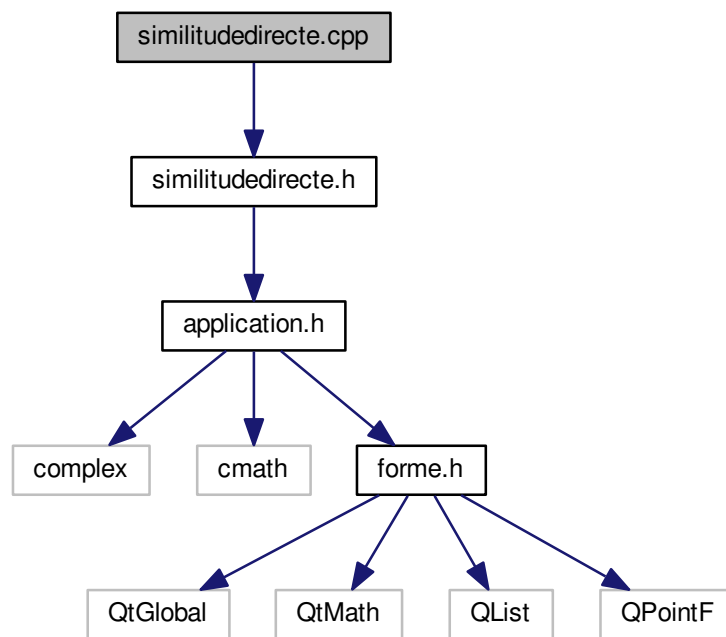 similitudedirecte.cpp
similitudedirecte.h
application.h
complex
cmath
forme.h
QtGlobal
QtMath
QList
QPointF